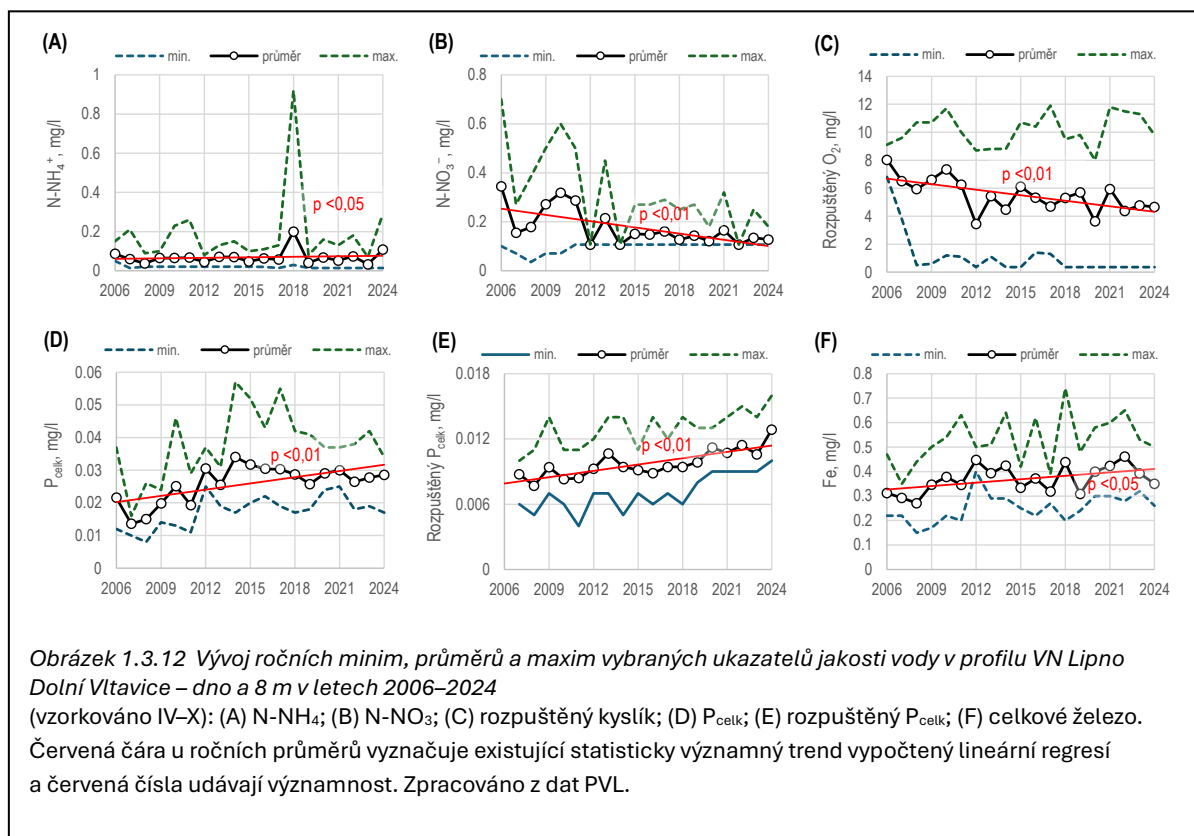 (A)
min. průměr max.
N-NH₄⁺, mg/l
1
0.8
0.6
0.4
0.2
0
p <0,05
2006 2009 2012 2015 2018 2021 2024
(B)
min. průměr max.
N-NO₃⁻, mg/l
0.8
0.6
0.4
0.2
0
p <0,01
2006 2009 2012 2015 2018 2021 2024
(C)
min. průměr max.
Rozpuštěný O₂, mg/l
14
12
10
8
6
4
2
0
p <0,01
2006 2009 2012 2015 2018 2021 2024
(D)
min. průměr max.
P celk, mg/l
0.06
0.05
0.04
0.03
0.02
0.01
0
p <0,01
2006 2009 2012 2015 2018 2021 2024
(E)
min. průměr max.
Rozpuštěný P celk, mg/l
0.018
0.012
0.006
0
p <0,01
2006 2009 2012 2015 2018 2021 2024
(F)
min. průměr max.
Fe, mg/l
0.8
0.7
0.6
0.5
0.4
0.3
0.2
0.1
0
p <0,05
2006 2009 2012 2015 2018 2021 2024
Obrázek 1.3.12 Vývoj ročních minim, průměrů a maxim vybraných ukazatelů jakosti vody v profilu VN Lipno
Dolní Vltavice – dno a 8 m v letech 2006–2024
(vzorkováno IV–X): (A) N-NH₄; (B) N-NO₃; (C) rozpuštěný kyslík; (D) Pcelk; (E) rozpuštěný Pcelk; (F) celkové železo.
Červená čára u ročních průměrů vyznačuje existující statisticky významný trend vypočtený lineární regresí
a červená čísla udávají významnost. Zpracováno z dat PVL.